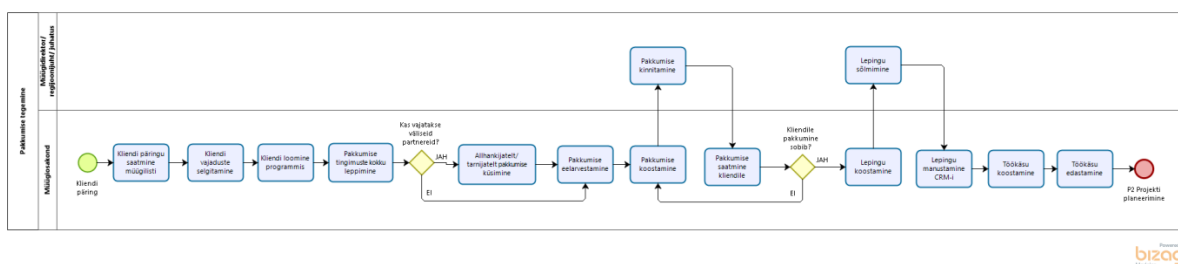 Pakkumise tegemine
Müügidirektor/
regijoonijuht/ juhatus
Müügiosakond
Pakkumise
kinnitamine
Lepingu
sõlmimine
Kliendi
päring
Kliendi päringu
saatmine
müügilisti
Kliendi
vajaduste
selgitamine
Kliendi loomine
programmis
Pakkumise
tingimuste kokku
leppimine
Kas vajatakse
väliseid
partnereid?
JAH
EI
Allhankijatelt/
tarnijatelt pakkumise
küsimine
Pakkumise
eelarvestamine
Pakkumise
koostamine
Pakkumise
saatmine
kliendile
Kliendile
pakkumine
sobib?
JAH
EI
Lepingu
koostamine
Lepingu
manustamine
CRM-i
Töökäsu
koostamine
Töökäsu
edastamine
P2 Projekti
planeerimine